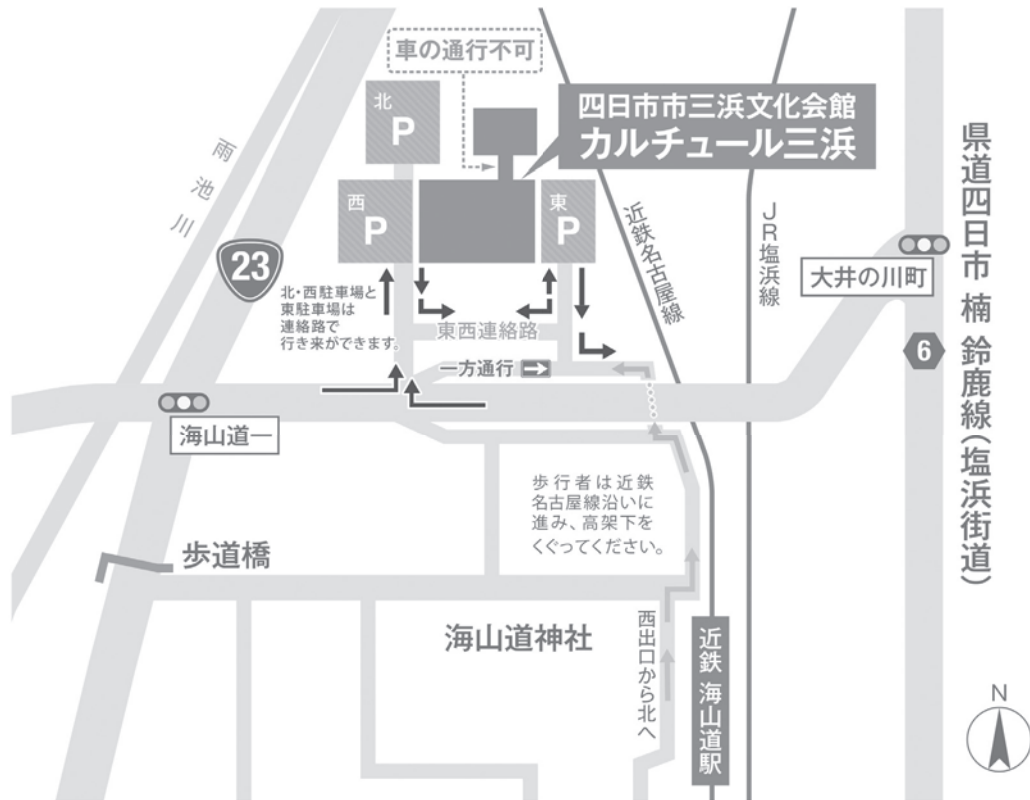 車の通行不可
北
P
四日市市三浜文化会館
カルチュール三浜
西
P
東
P
雨池川
23
北・西駐車場と
東駐車場は
連絡路で
行き来ができます。
東西連絡路
一方通行
近鉄名古屋線
JR塩浜線
大井の川町
県道四日市 楠 鈴鹿線(塩浜街道)
6
海山道一
歩行者は近鉄
名古屋線沿いに
進み、高架下を
くぐってください。
歩道橋
海山道神社
西出口から北へ
近鉄 海山道駅
N